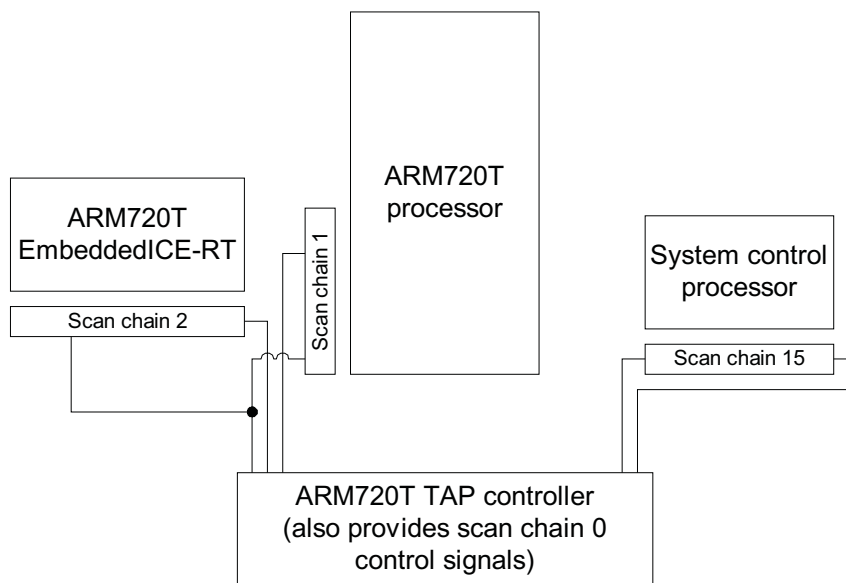 ARM720T
processor
ARM720T
EmbeddedICE-RT
Scan chain 1
System control
processor
Scan chain 2
Scan chain 15
ARM720T TAP controller
(also provides scan chain 0
control signals)